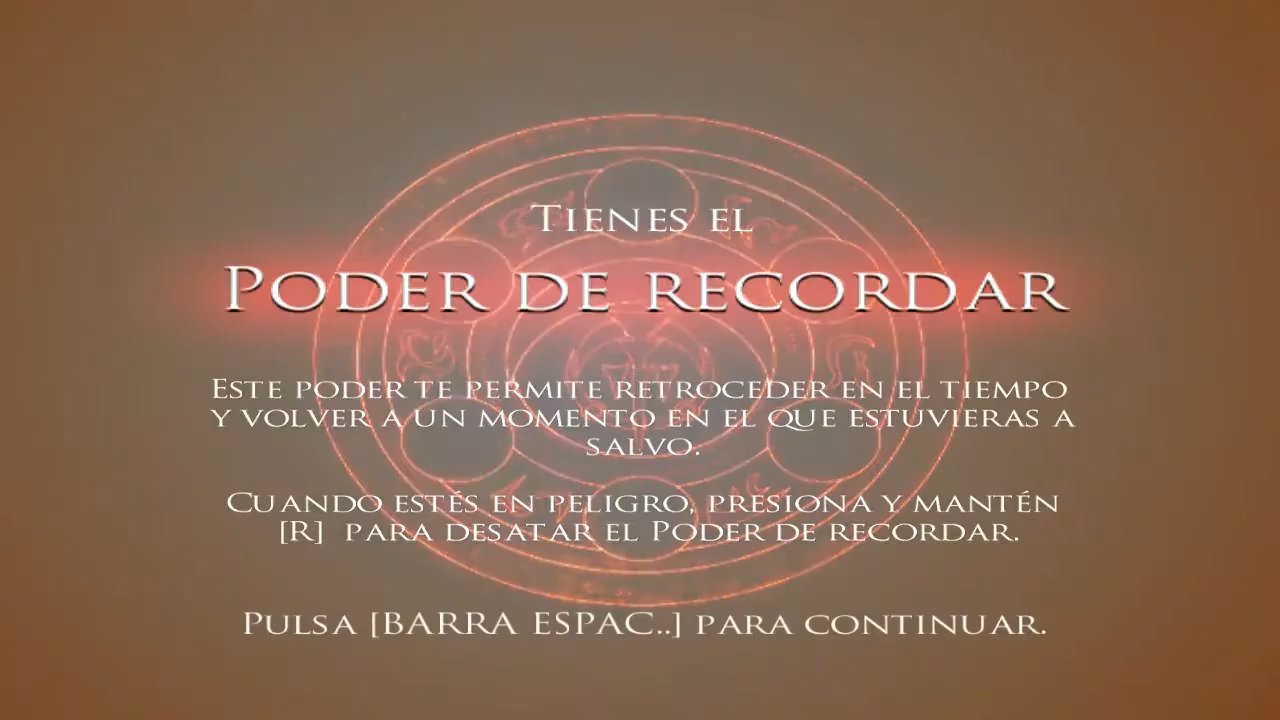 Tienes el
Poder de recordar
Este poder te permite retroceder en el tiempo
y volver a un momento en el que estuvieras a
salvo.
Cuando estés en peligro, presiona y mantén
[R] para desatar el Poder de recordar.
Pulsa [BARRA ESPAC..] para continuar.